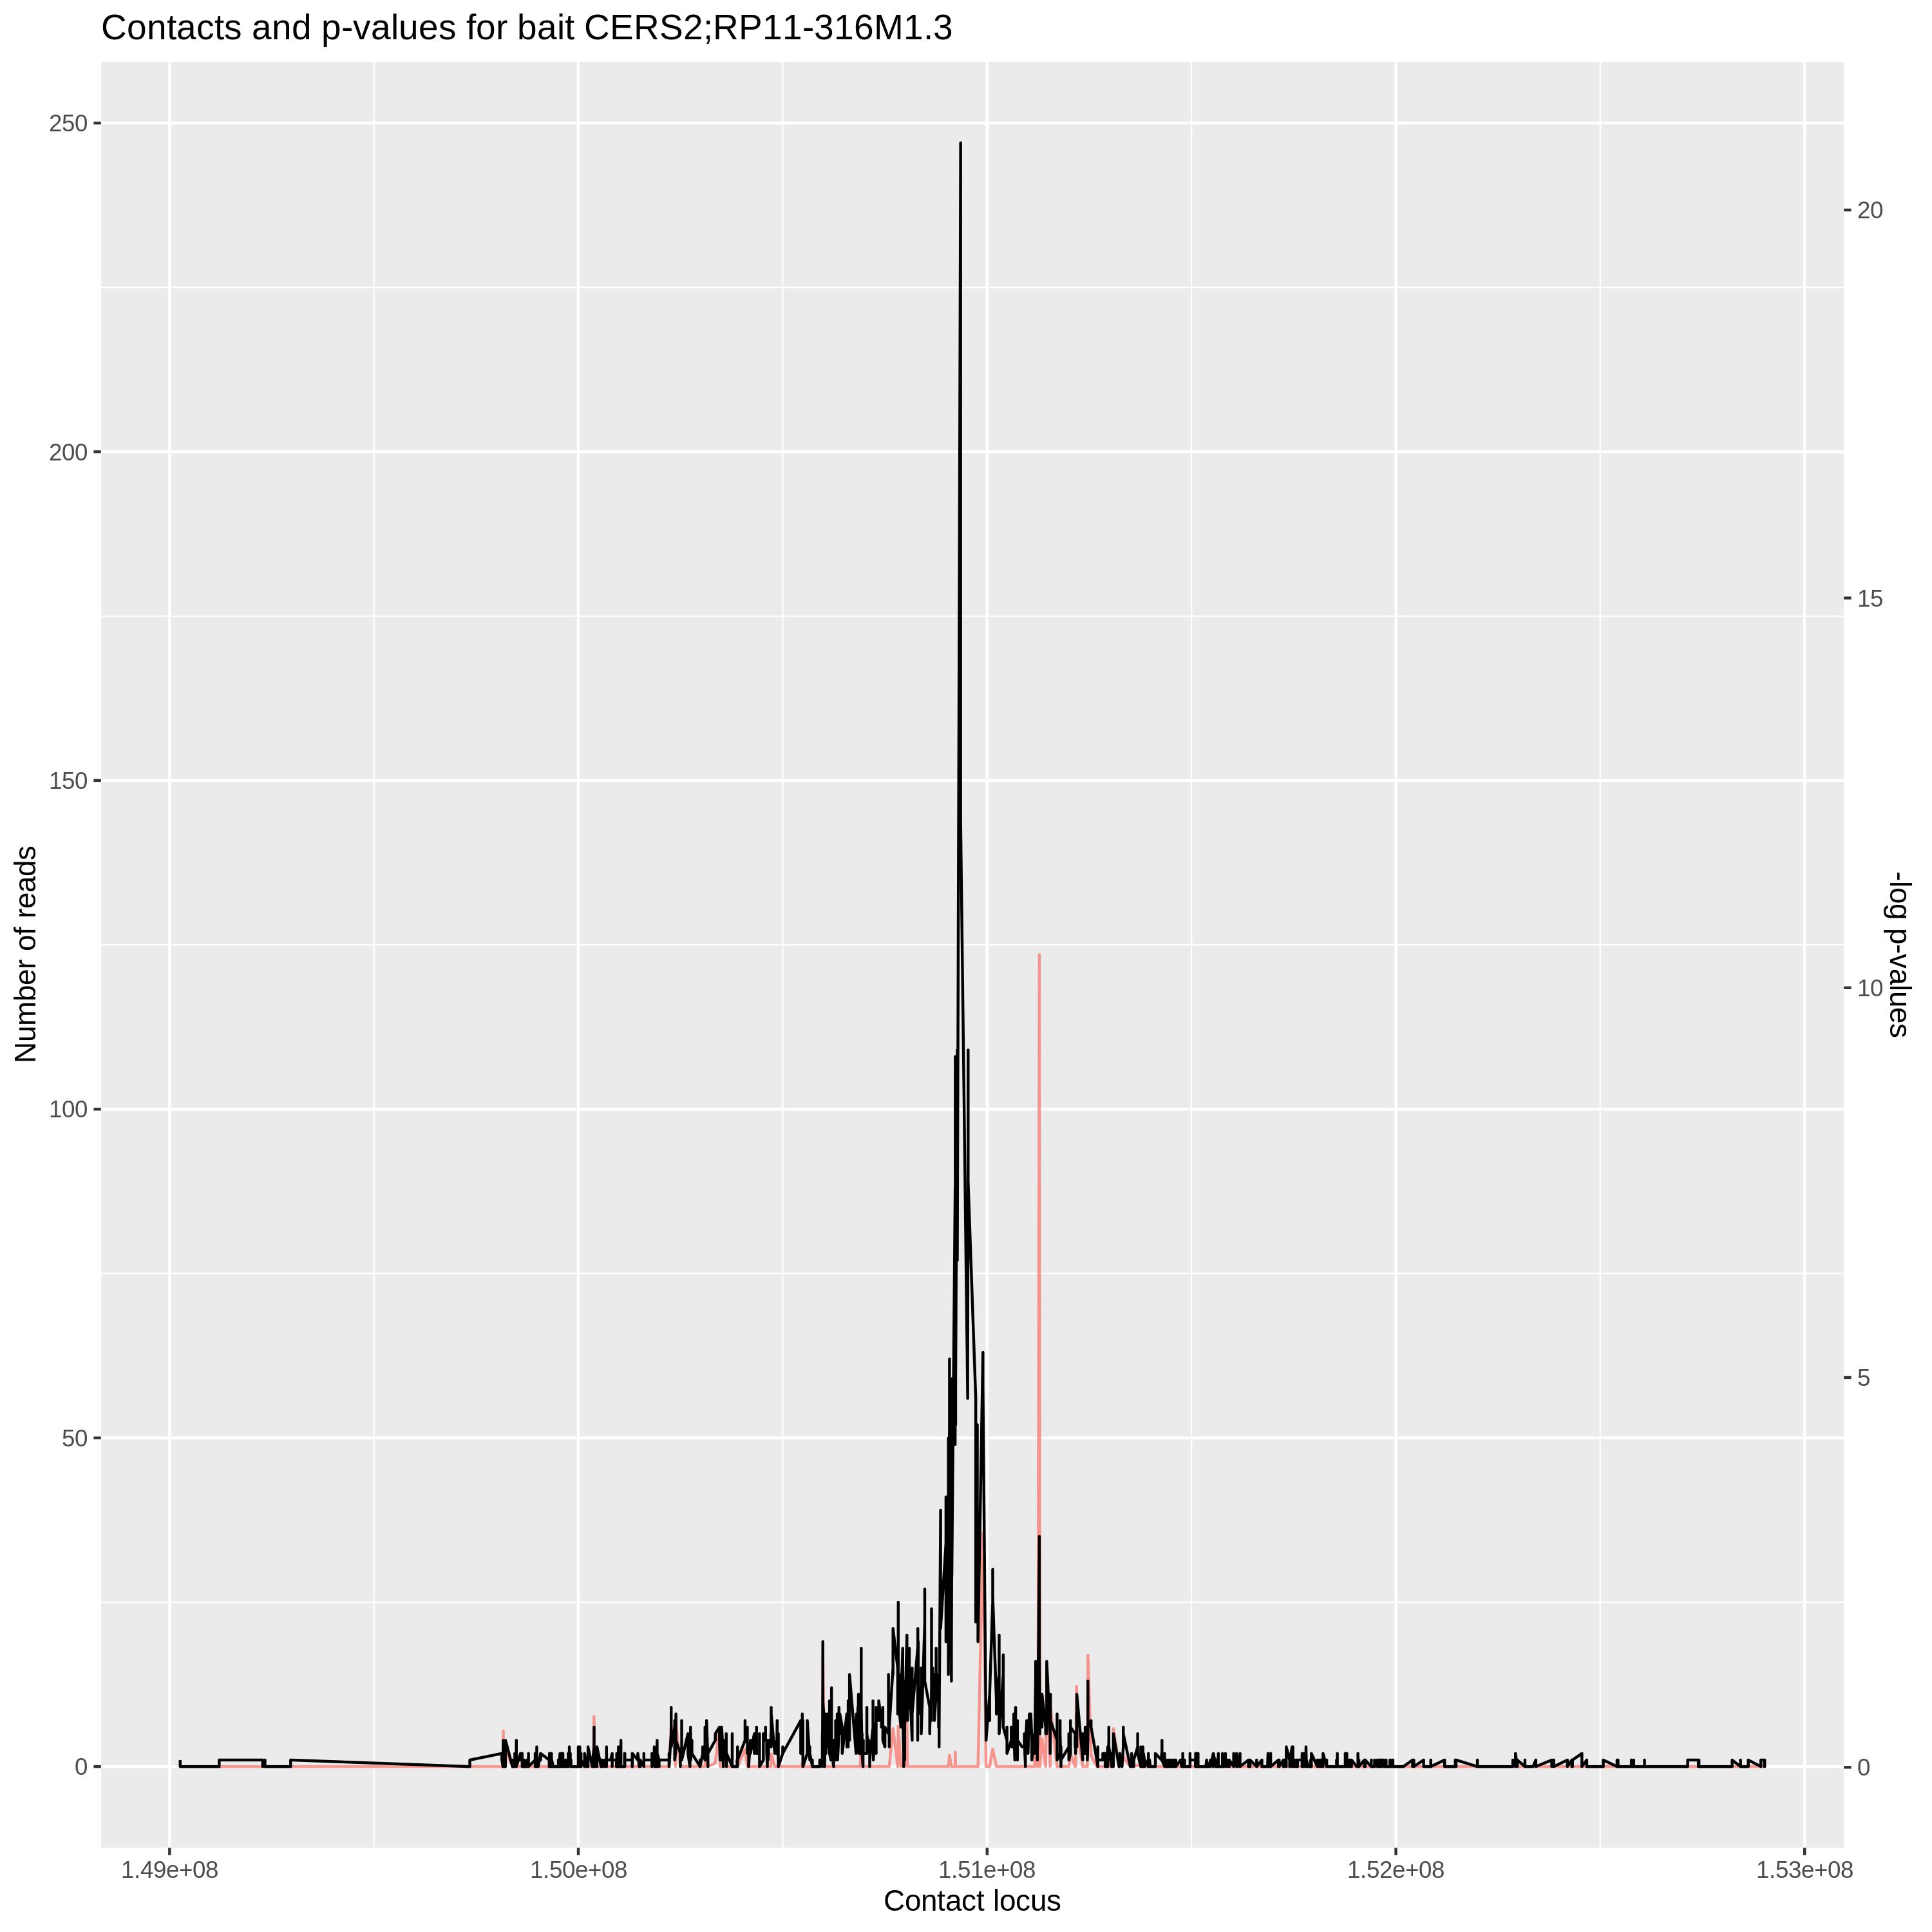 Contacts and p-values for bait CERS2;RP11-316M1.3
250
200
150
100
50
0
Number of reads
20
15
10
5
0
-log p-values
1.49e+08 1.50e+08 1.51e+08 1.52e+08 1.53e+08
Contact locus